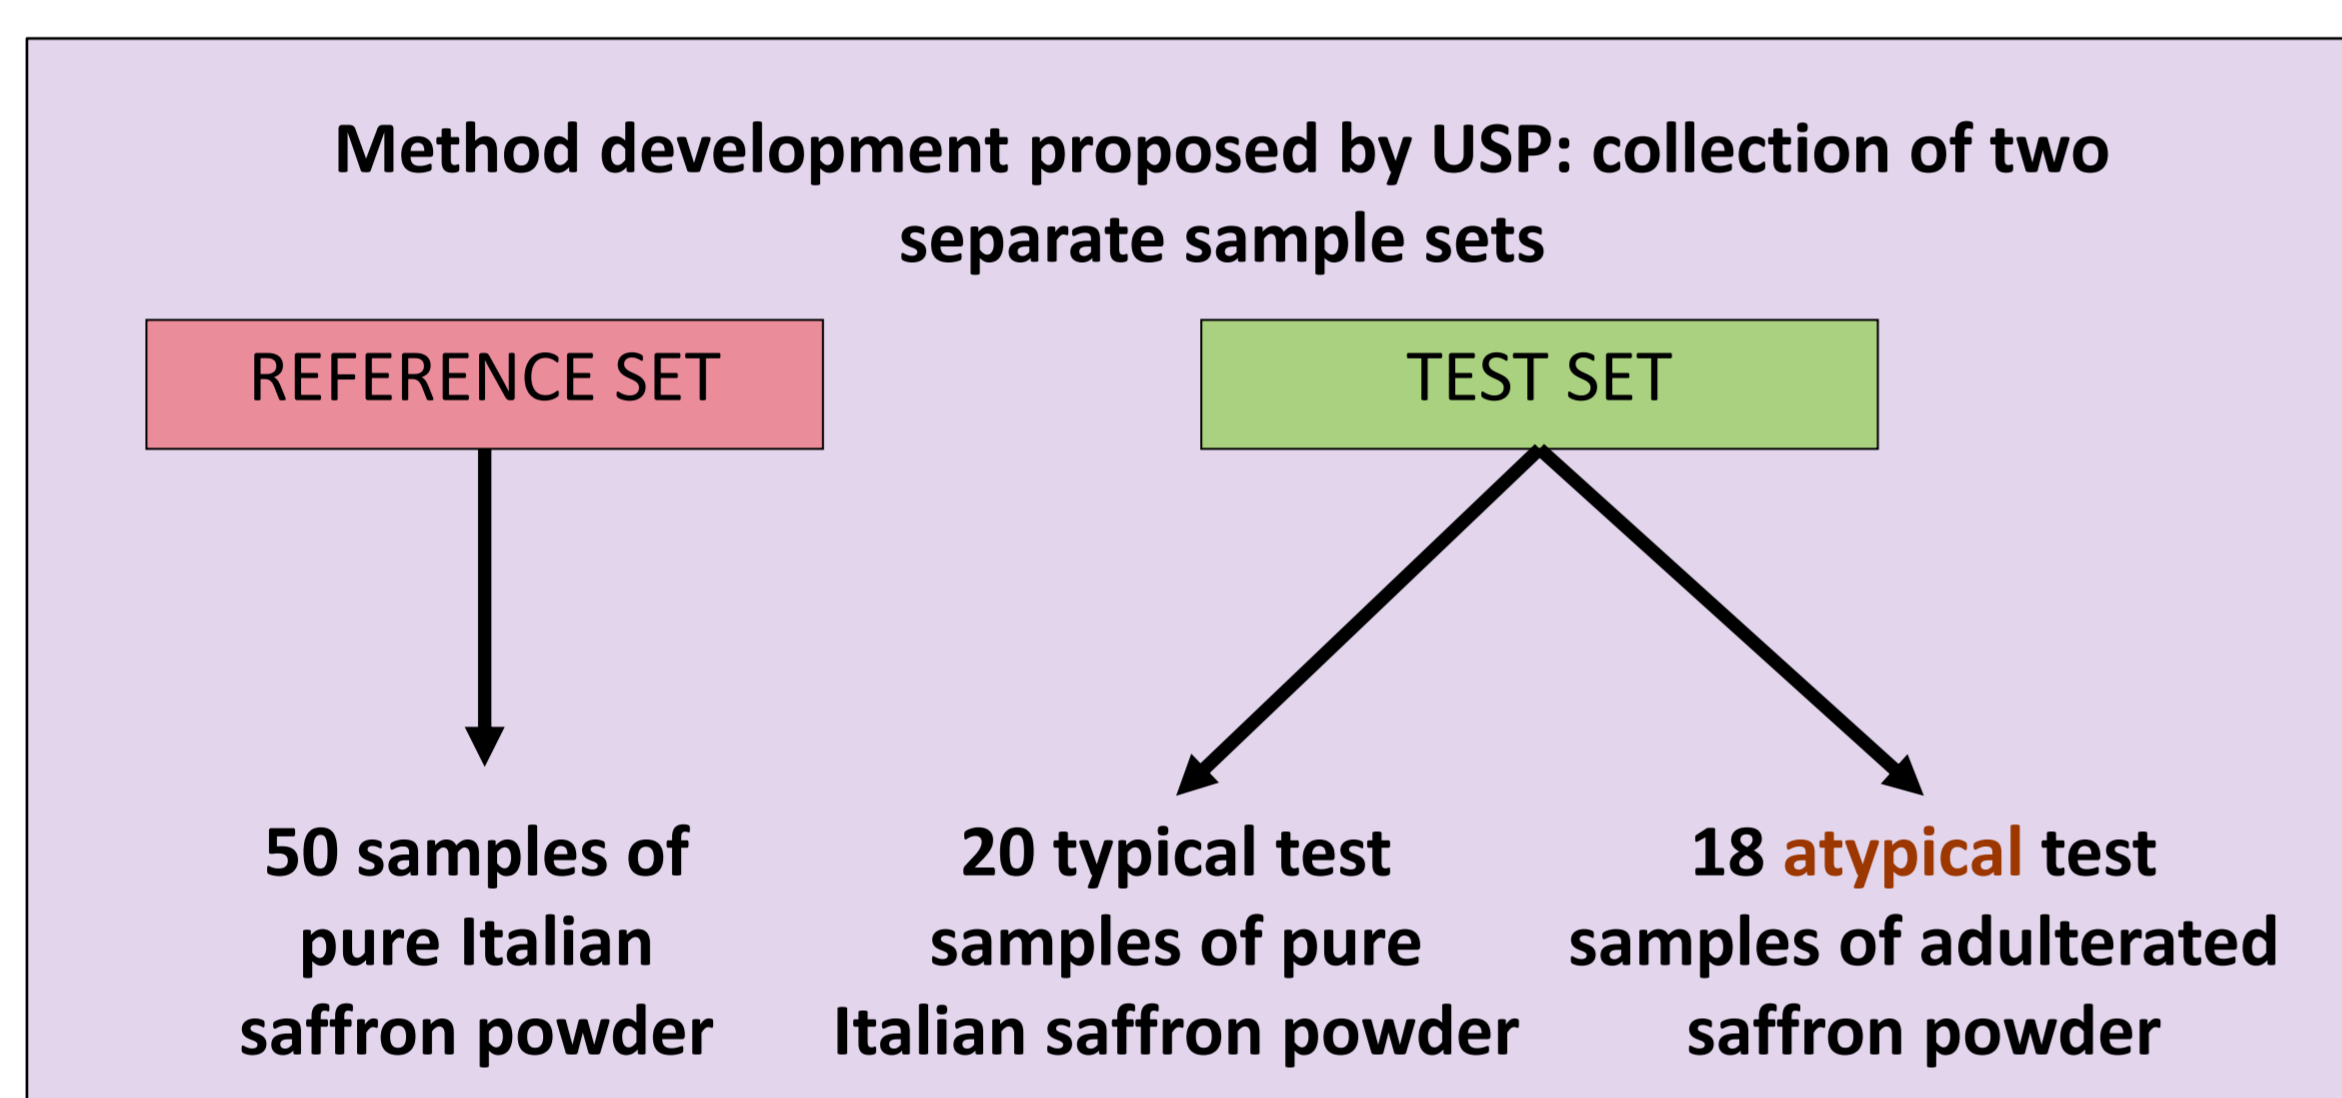 Method development proposed by USP: collection of two
separate sample sets
REFERENCE SET
TEST SET
50 samples of
pure Italian
saffron powder
20 typical test
samples of pure
Italian saffron powder
18 atypical test
samples of adulterated
saffron powder